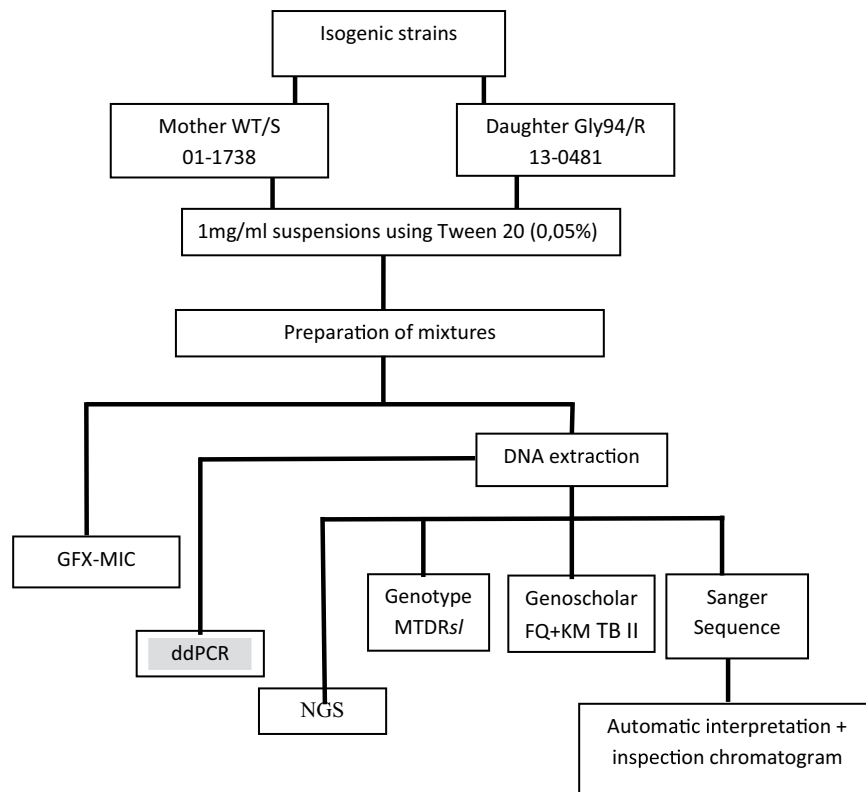 Isogenic strains
Mother WT/S
01-1738
Daughter Gly94/R
13-0481
1mg/ml suspensions using Tween 20 (0,05%)
Preparation of mixtures
DNA extraction
GFX-MIC
Genotype
MTDRsl
Genoscholar
FQ+KM TB II
Sanger
Sequence
ddPCR
NGS
Automatic interpretation +
inspection chromatogram